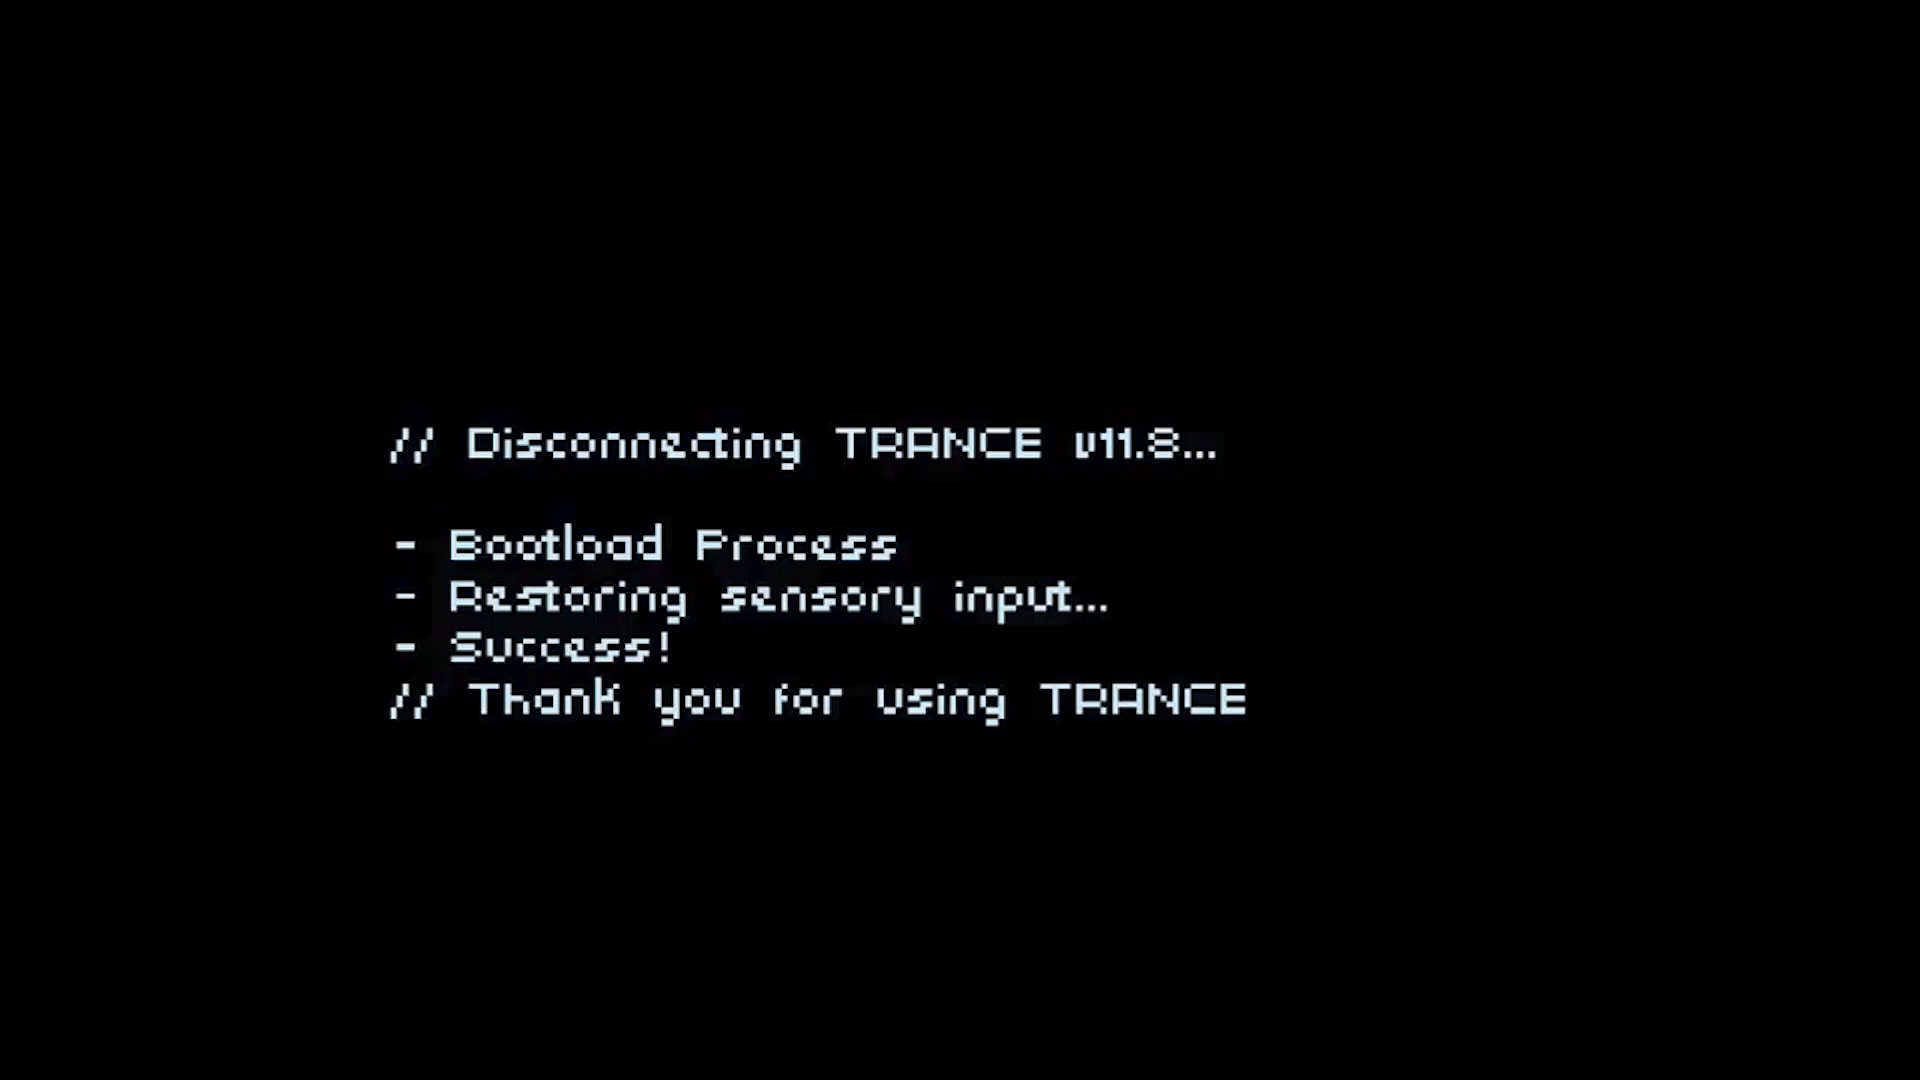 // Disconnecting TRANCE v11.8...
- Bootload Process
- Restoring sensory input...
- Success!
// Thank you for using TRANCE